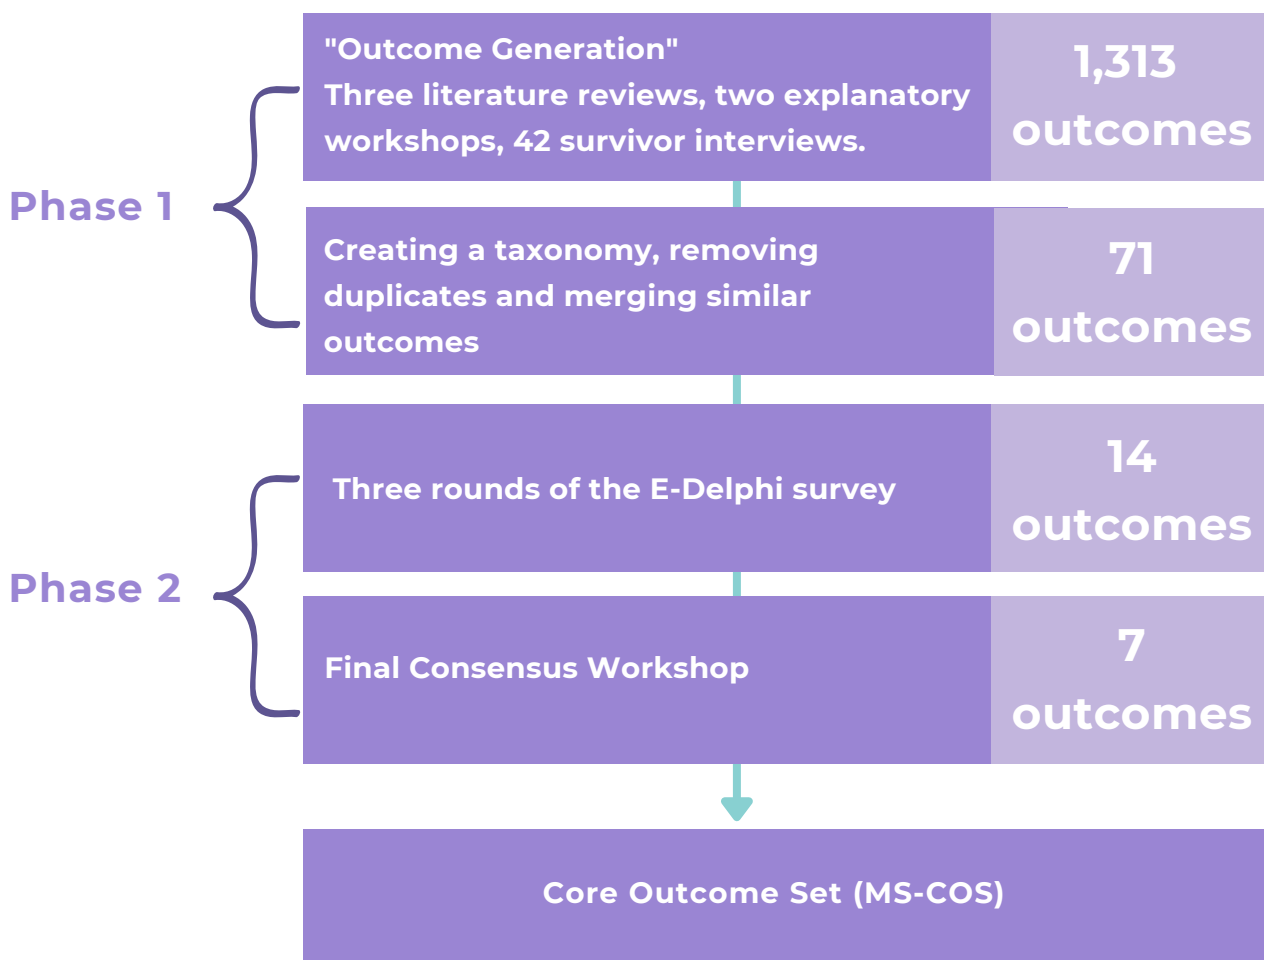 "Outcome Generation"
Three literature reviews, two explanatory
workshops, 42 survivor interviews.
1,313
outcomes
Phase 1
Creating a taxonomy, removing
duplicates and merging similar
outcomes
71
outcomes
Three rounds of the E-Delphi survey
14
outcomes
Phase 2
Final Consensus Workshop
7
outcomes
Core Outcome Set (MS-COS)